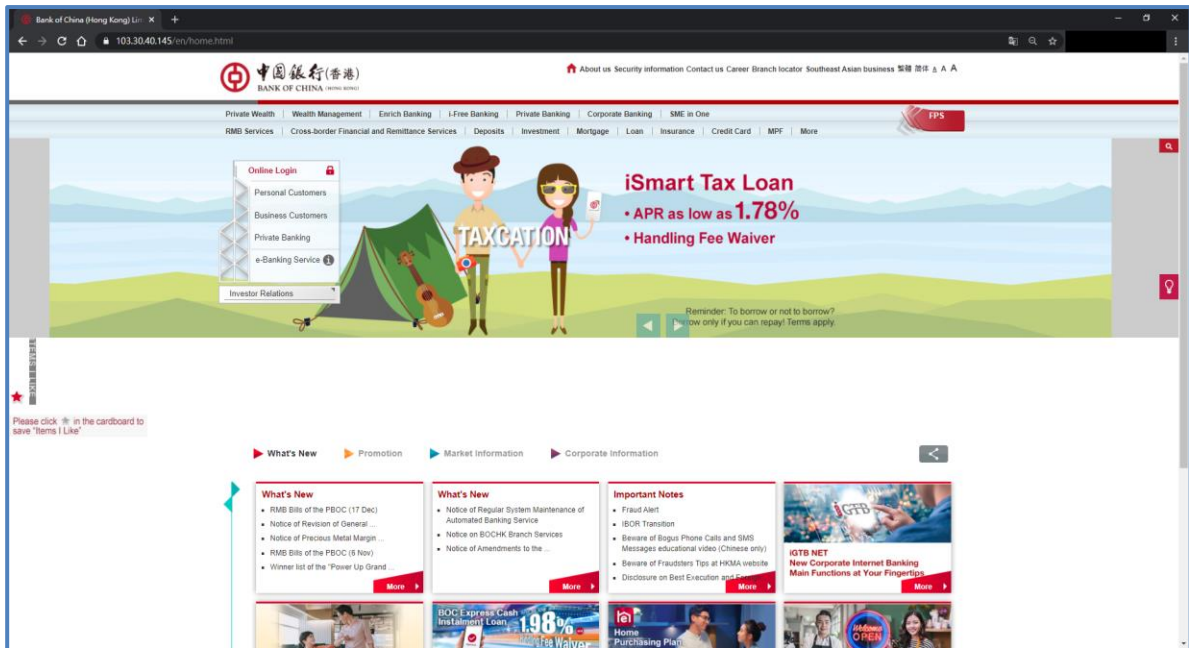 Bank of China (Hong Kong) Lin
103.30.40.145/en/home.html
中国銀行(香港)
BANK OF CHINA (HONG KONG)
About us Security information Contact us Career Branch locator Southeast Asian business 繁體 简体 A A A
Private Wealth Wealth Management Enrich Banking i-Free Banking Private Banking Corporate Banking SME in One
FPS
RMB Services Cross-border Financial and Remittance Services Deposits Investment Mortgage Loan Insurance Credit Card MPF More
Online Login
Personal Customers
Business Customers
Private Banking
e-Banking Service
Investor Relations
TAXCATION
iSmart Tax Loan
• APR as low as 1.78%
• Handling Fee Waiver
Reminder: To borrow or not to borrow?
Borrow only if you can repay! Terms apply.
ITEMS I LIKE
Please click ★ in the cardboard to
save "Items I Like"
What's New Promotion Market Information Corporate Information
What's New
RMB Bills of the PBOC (17 Dec)
Notice of Revision of General ...
Notice of Precious Metal Margin ...
RMB Bills of the PBOC (6 Nov)
Winner list of the "Power Up Grand ...
More
What's New
Notice of Regular System Maintenance of
Automated Banking Service
Notice on BOCHK Branch Services
Notice of Amendments to the ...
More
Important Notes
Fraud Alert
IBOR Transition
Beware of Bogus Phone Calls and SMS
Messages educational video (Chinese only)
Beware of Fraudsters Tips at HKMA website
Disclosure on Best Execution and
More
iGTB
iGTB NET
New Corporate Internet Banking
Main Functions at Your Fingertips
More
BOC Express Cash
Instalment Loan 1.98%
Handling Fee Waiver
Home
Purchasing Plan
Welcome
OPEN